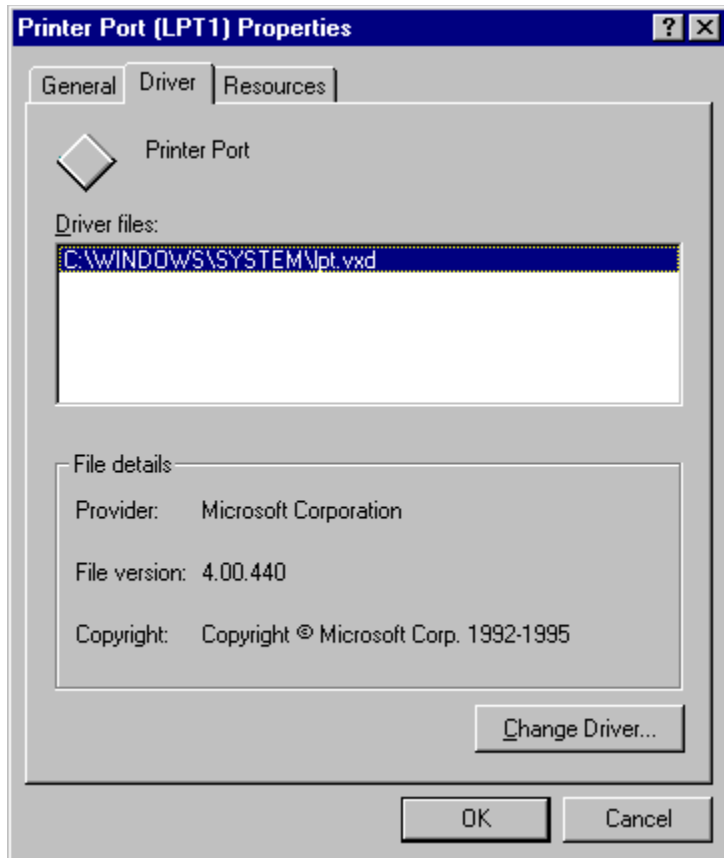 Printer Port (LPT1) Properties
General Driver Resources
Printer Port
Driver files:
C:\WINDOWS\SYSTEM\lpt.vxd
File details
Provider: Microsoft Corporation
File version: 4.00.440
Copyright: Copyright © Microsoft Corp. 1992-1995
Change Driver...
OK Cancel